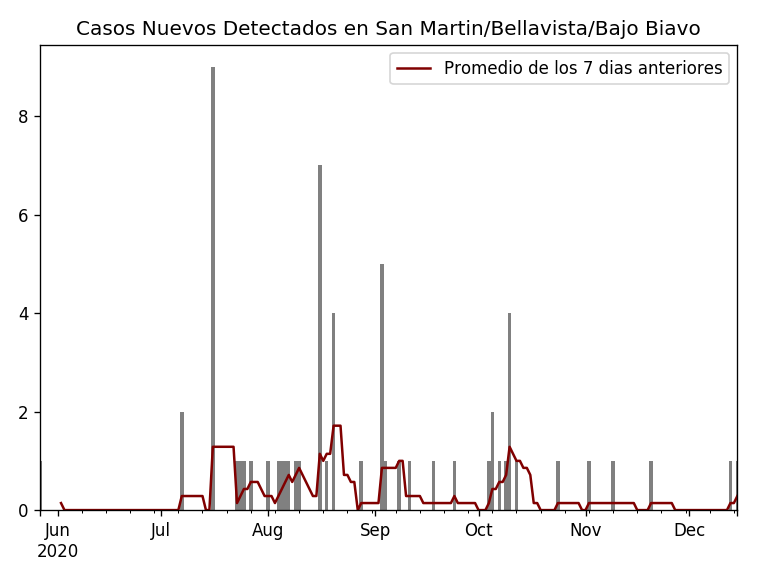 Casos Nuevos Detectados en San Martin/Bellavista/Bajo Biavo
Promedio de los 7 dias anteriores
8
6
4
2
0
Jun Jul Aug Sep Oct Nov Dec
2020